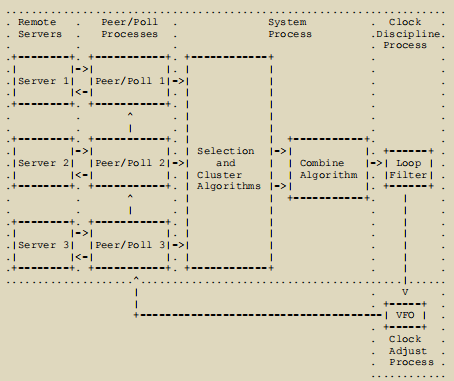 Remote Peer/Poll System Clock
Servers Processes Process Discipline
Process
Server 1 Peer/Poll 1
Selection
Server 2 Peer/Poll 2 and Combine Loop
Cluster Algorithm Filter
Algorithms
Server 3 Peer/Poll 3
V
VFO
Clock
Adjust
Process